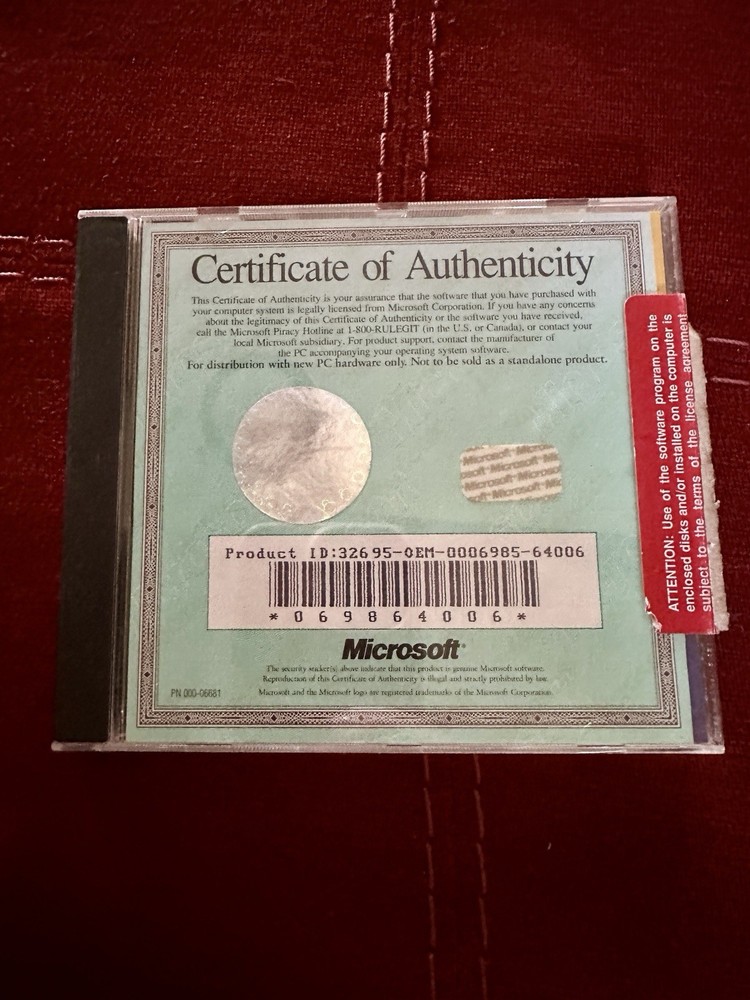 Certificate of Authenticity
This Certificate of Authenticity is your assurance that the software that you have purchased with
your computer system is legally licensed from Microsoft Corporation. If you have any concerns
about the legitimacy of this Certificate of Authenticity or the software you have received,
call the Microsoft Piracy Hotline at 1-800-RULEGIT (in the U.S. or Canada), or contact your
local Microsoft subsidiary. For product support, contact the manufacturer of
the PC accompanying your operating system software.
For distribution with new PC hardware only. Not to be sold as a standalone product.
Microsoft Microsoft
Microsoft
Microsoft Microsoft
Microsoft
Product ID:32695-OEM-0006985-64006
* 0 6 9 8 6 4 0 0 6 *
Microsoft®
The security sticker(s) above indicate that this product is genuine Microsoft software.
Reproduction of this Certificate of Authenticity is illegal and strictly prohibited by law.
PN 000-06681
Microsoft and the Microsoft logo are registered trademarks of the Microsoft Corporation.
ATTENTION: Use of the software program on the
enclosed disks and/or installed on the computer is
subject to the terms of the license agreement